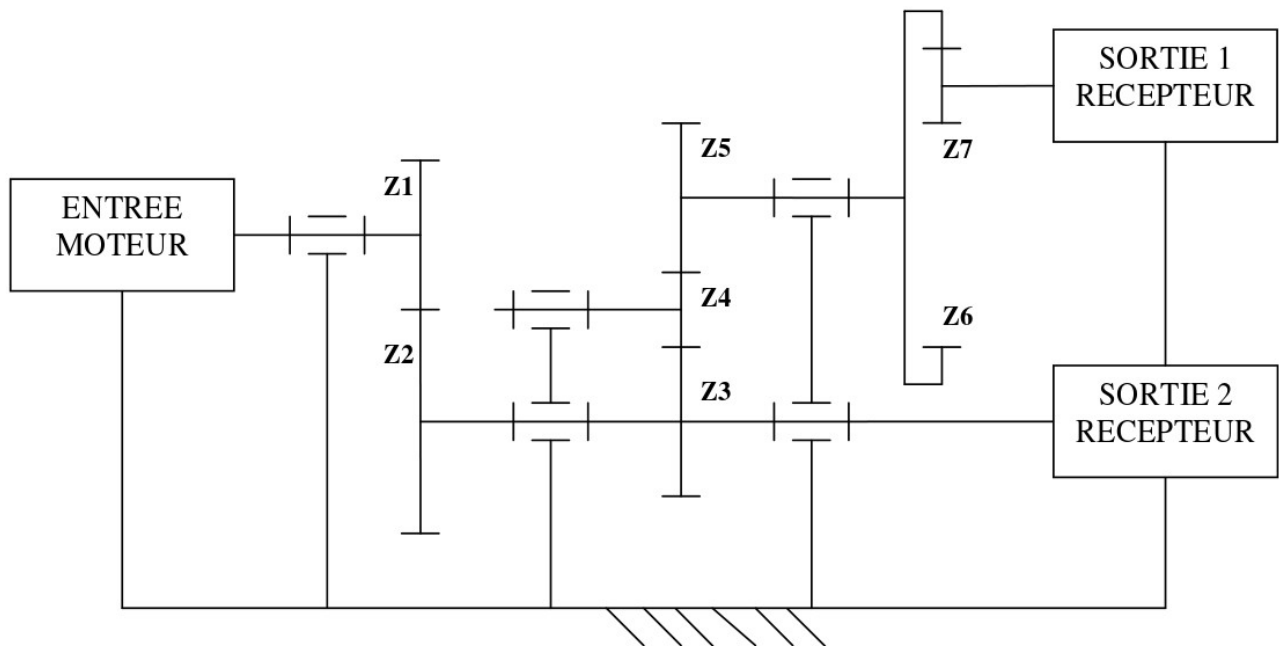 SORTIE 1
RECEPTEUR
Z5
Z7
Z1
ENTREE
MOTEUR
Z4
Z6
Z2
Z3
SORTIE 2
RECEPTEUR